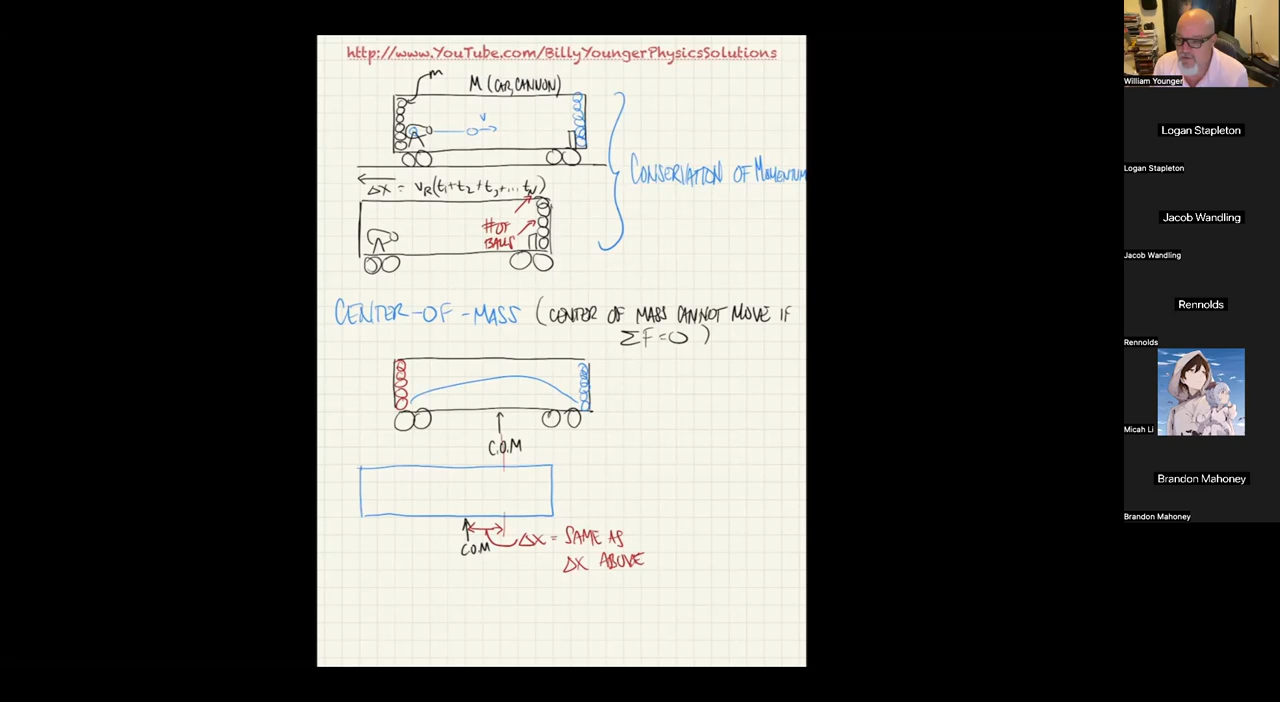 http://www.YouTube.com/BillyYoungerPhysicsSolutions
m
M (CAR, CANNON)
v
ΔX = VR(t1+t2+t3+...tN)
#OF
BALLS
CONSERVATION OF MOMENTUM
CENTER-OF-MASS (CENTER OF MASS CANNOT MOVE IF
ΣF=0)
C.O.M
C.O.M
ΔX = SAME AS
ΔX ABOVE
William Younger
Logan Stapleton
Logan Stapleton
Jacob Wandling
Jacob Wandling
Rennolds
Rennolds
Micah Li
Brandon Mahoney
Brandon Mahoney